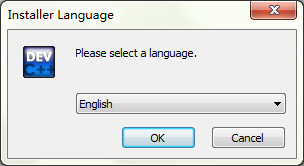 Installer Language
DEV
C++
Please select a language.
English
OK
Cancel